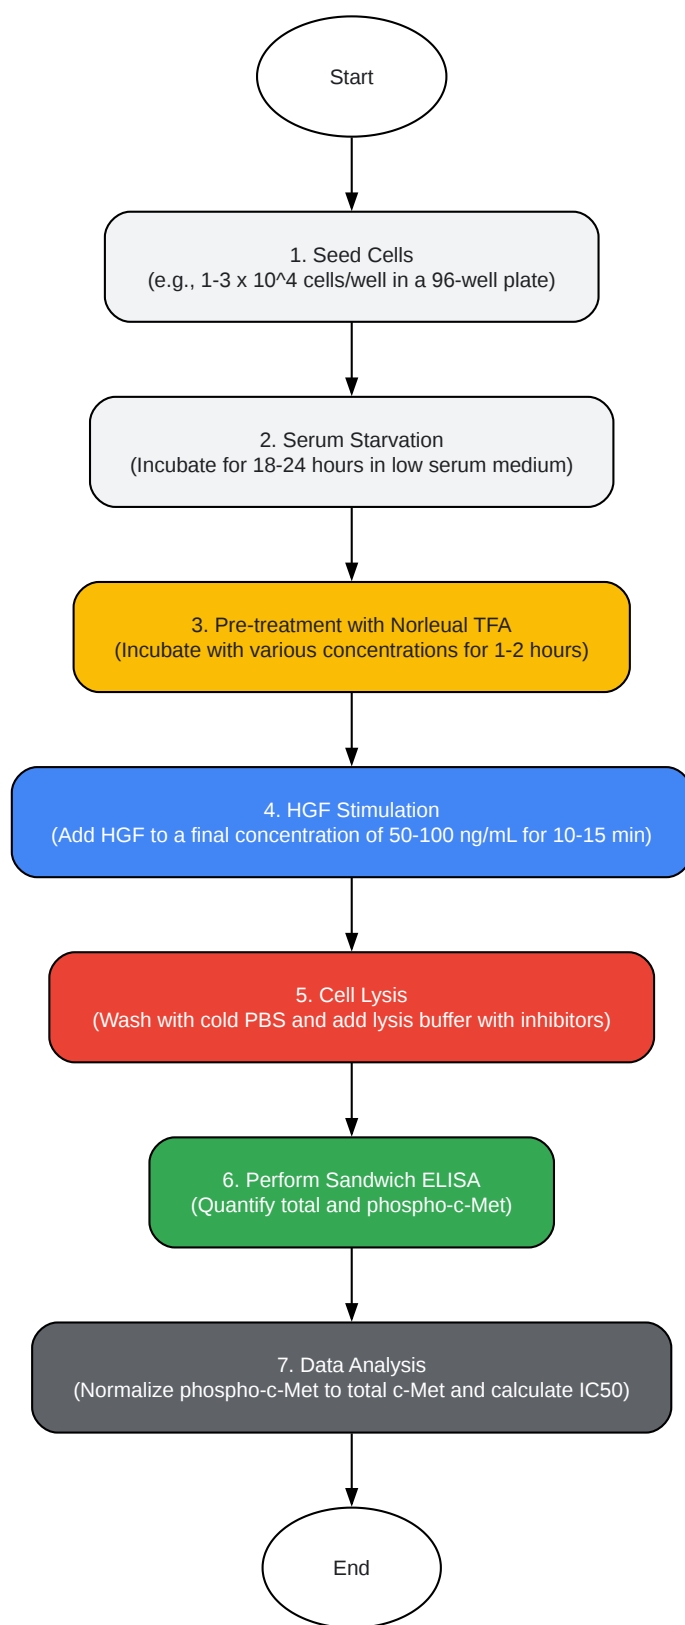 Start
1. Seed Cells
(e.g., 1-3 x 10^4 cells/well in a 96-well plate)
2. Serum Starvation
(Incubate for 18-24 hours in low serum medium)
3. Pre-treatment with Norleual TFA
(Incubate with various concentrations for 1-2 hours)
4. HGF Stimulation
(Add HGF to a final concentration of 50-100 ng/mL for 10-15 min)
5. Cell Lysis
(Wash with cold PBS and add lysis buffer with inhibitors)
6. Perform Sandwich ELISA
(Quantify total and phospho-c-Met)
7. Data Analysis
(Normalize phospho-c-Met to total c-Met and calculate IC50)
End